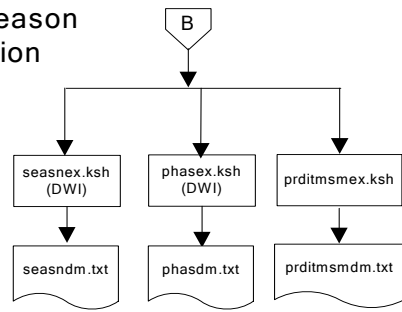 eason
ion
B
seasnex.ksh
(DWI)
phasex.ksh
(DWI)
prditmsmex.ksh
seasndm.txt
phasdm.txt
prditmsmdm.txt